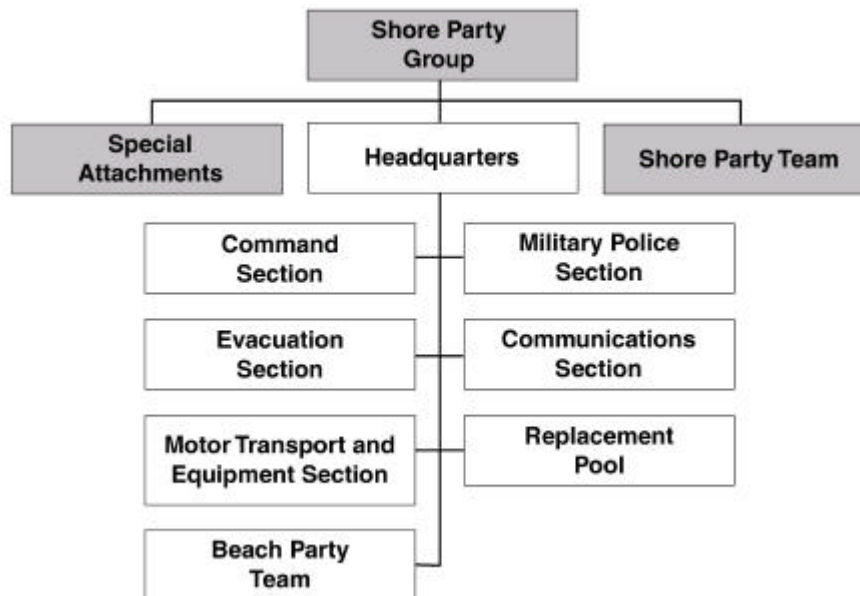 Shore Party
Group
Special
Attachments
Headquarters
Shore Party Team
Command
Section
Military Police
Section
Evacuation
Section
Communications
Section
Motor Transport and
Equipment Section
Replacement
Pool
Beach Party
Team